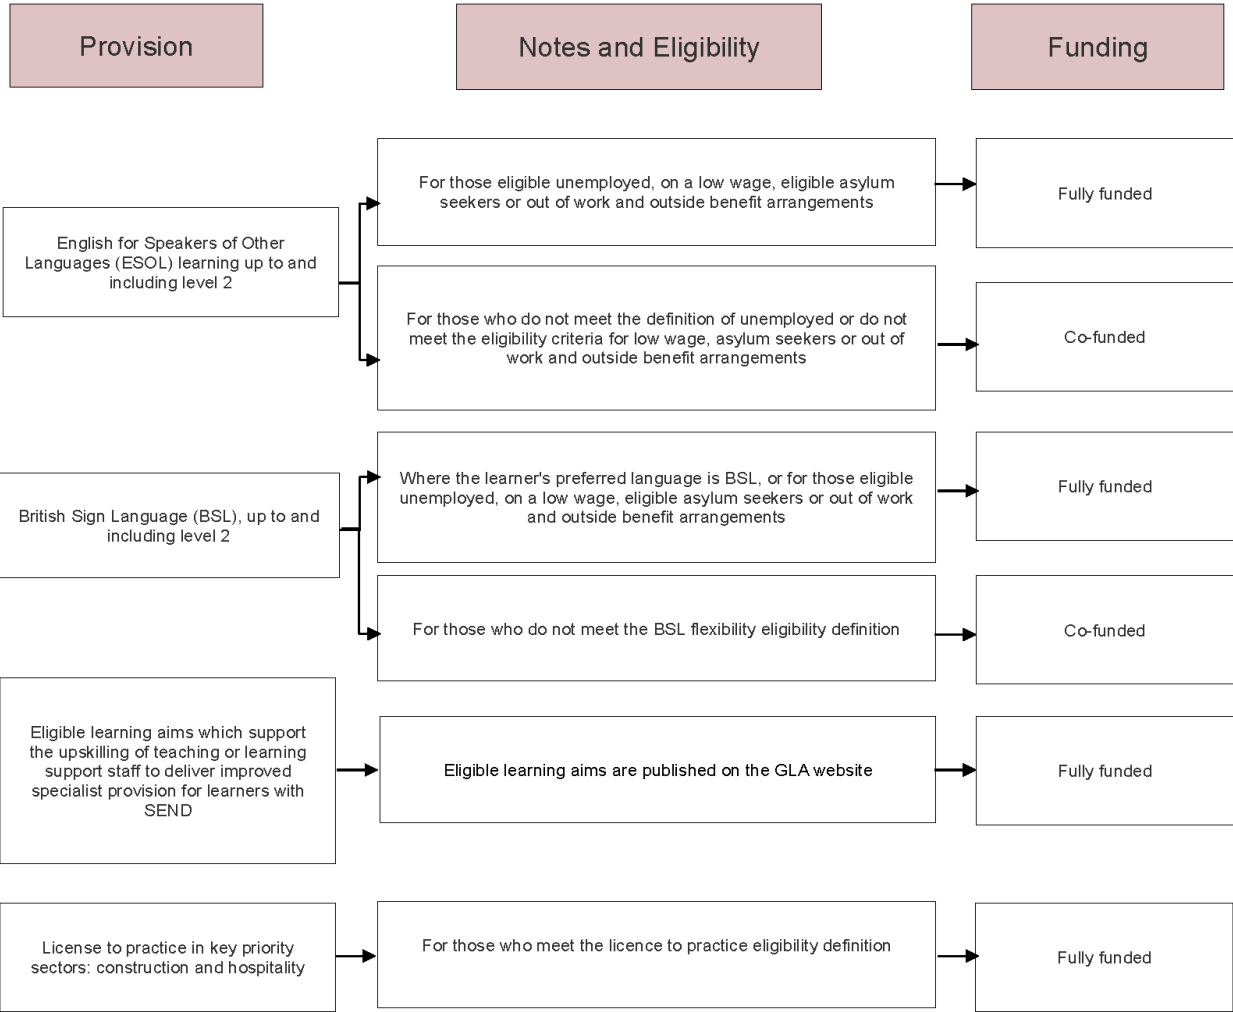 Provision
Notes and Eligibility
Funding
English for Speakers of Other
Languages (ESOL) learning up to and
including level 2
For those eligible unemployed, on a low wage, eligible asylum
seekers or out of work and outside benefit arrangements
Fully funded
For those who do not meet the definition of unemployed or do not
meet the eligibility criteria for low wage, asylum seekers or out of
work and outside benefit arrangements
Co-funded
British Sign Language (BSL), up to and
including level 2
Where the learner's preferred language is BSL, or for those eligible
unemployed, on a low wage, eligible asylum seekers or out of work
and outside benefit arrangements
Fully funded
For those who do not meet the BSL flexibility eligibility definition
Co-funded
Eligible learning aims which support
the upskilling of teaching or learning
support staff to deliver improved
specialist provision for learners with
SEND
Eligible learning aims are published on the GLA website
Fully funded
License to practice in key priority
sectors: construction and hospitality
For those who meet the licence to practice eligibility definition
Fully funded